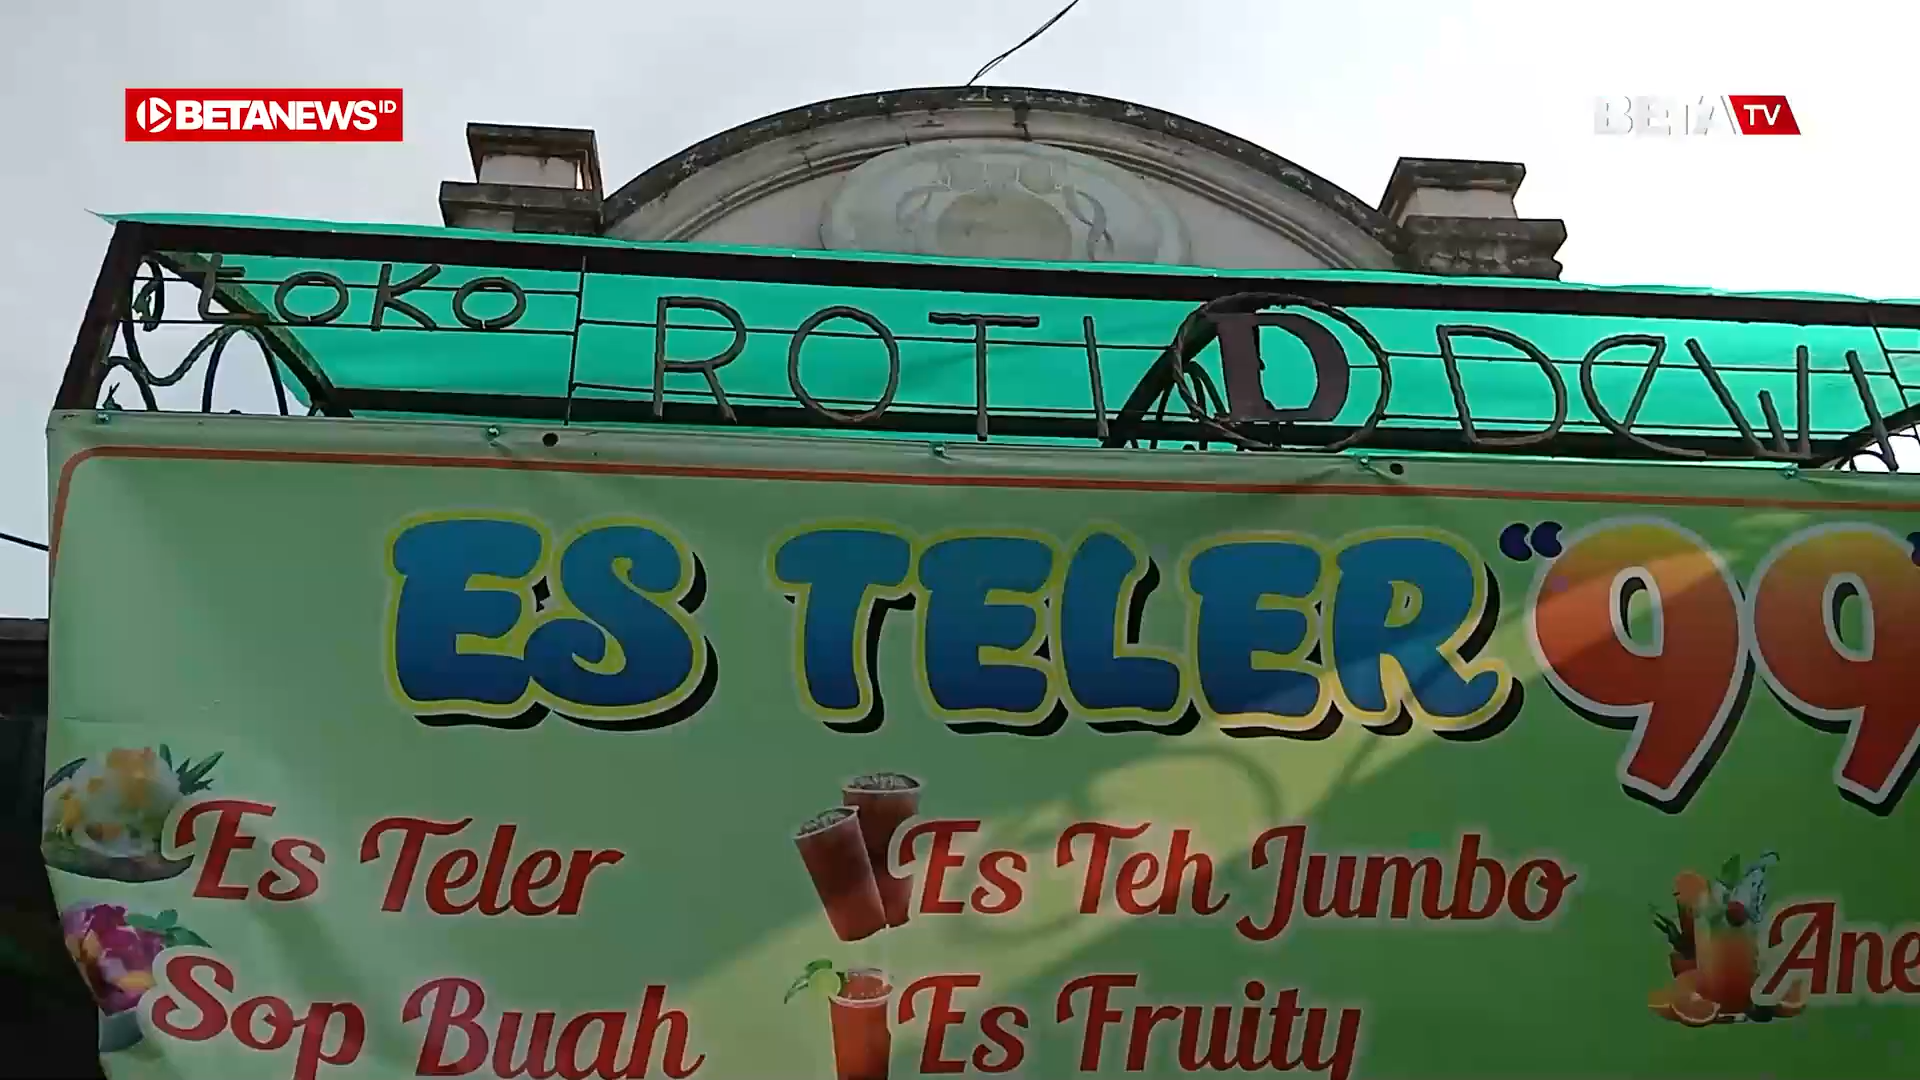 BETANEWS ID
BETA TV
toko ROTI D Dewi
ES TELER "99"
Es Teler
Es Teh Jumbo
Sop Buah
Es Fruity